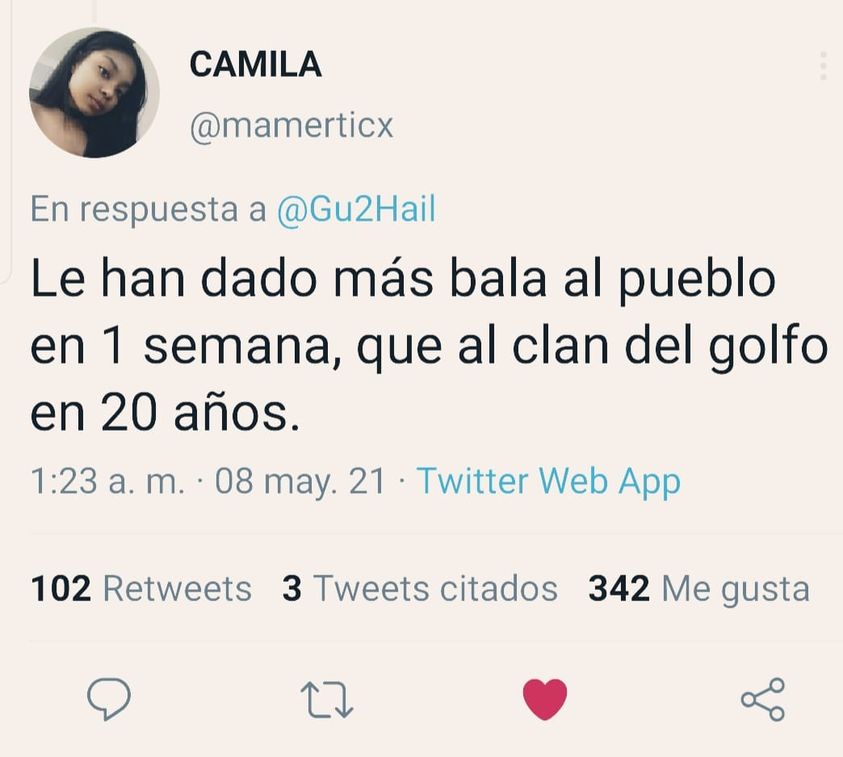 CAMILA
@mamerticx
En respuesta a @Gu2Hail
Le han dado más bala al pueblo
en 1 semana, que al clan del golfo
en 20 años.
1:23 a. m. · 08 may. 21 · Twitter Web App
102 Retweets 3 Tweets citados 342 Me gusta